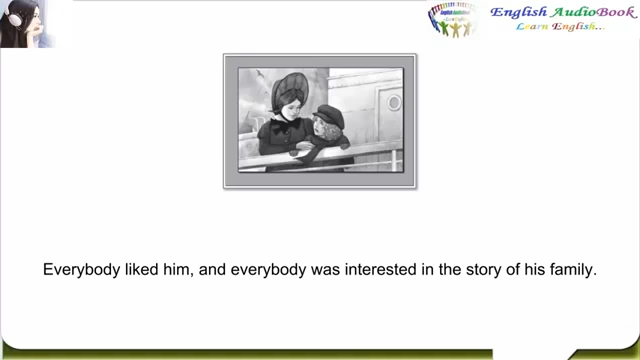 English AudioBook
Learn English...
Everybody liked him, and everybody was interested in the story of his family.